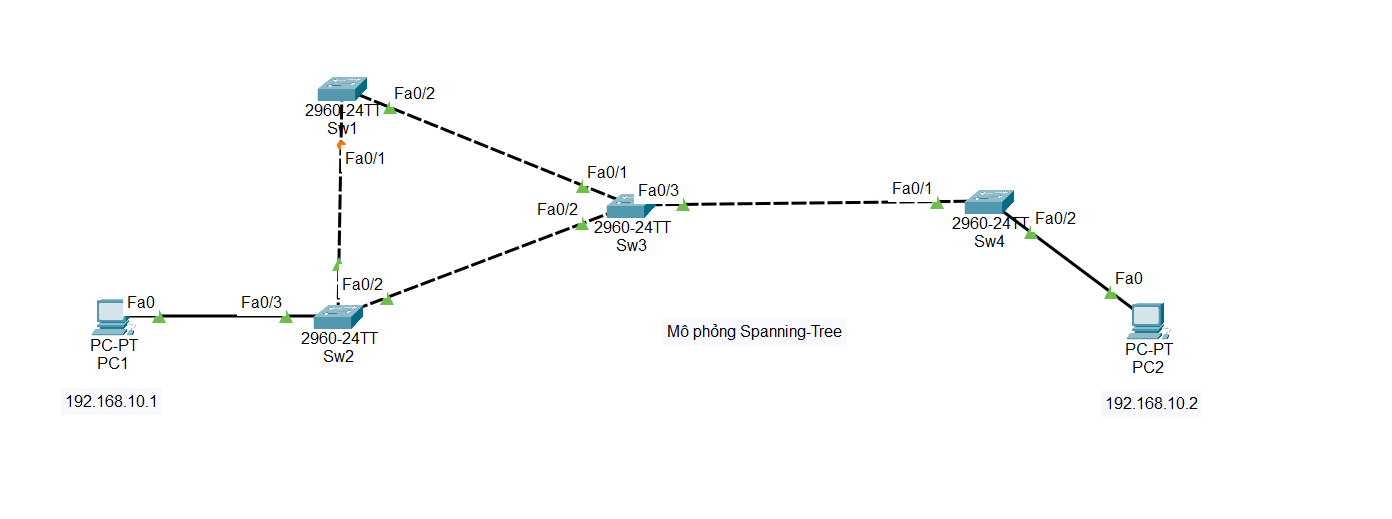 Fa0/2
2960-24TT
Sw1
Fa0/1
Fa0/1
Fa0/3
Fa0/2
2960-24TT
Sw3
Fa0/1
Fa0/2
2960-24TT
Sw4
Fa0
Fa0/3
Fa0/2
2960-24TT
Sw2
PC-PT
PC1
192.168.10.1
Mô phỏng Spanning-Tree
Fa0
PC-PT
PC2
192.168.10.2